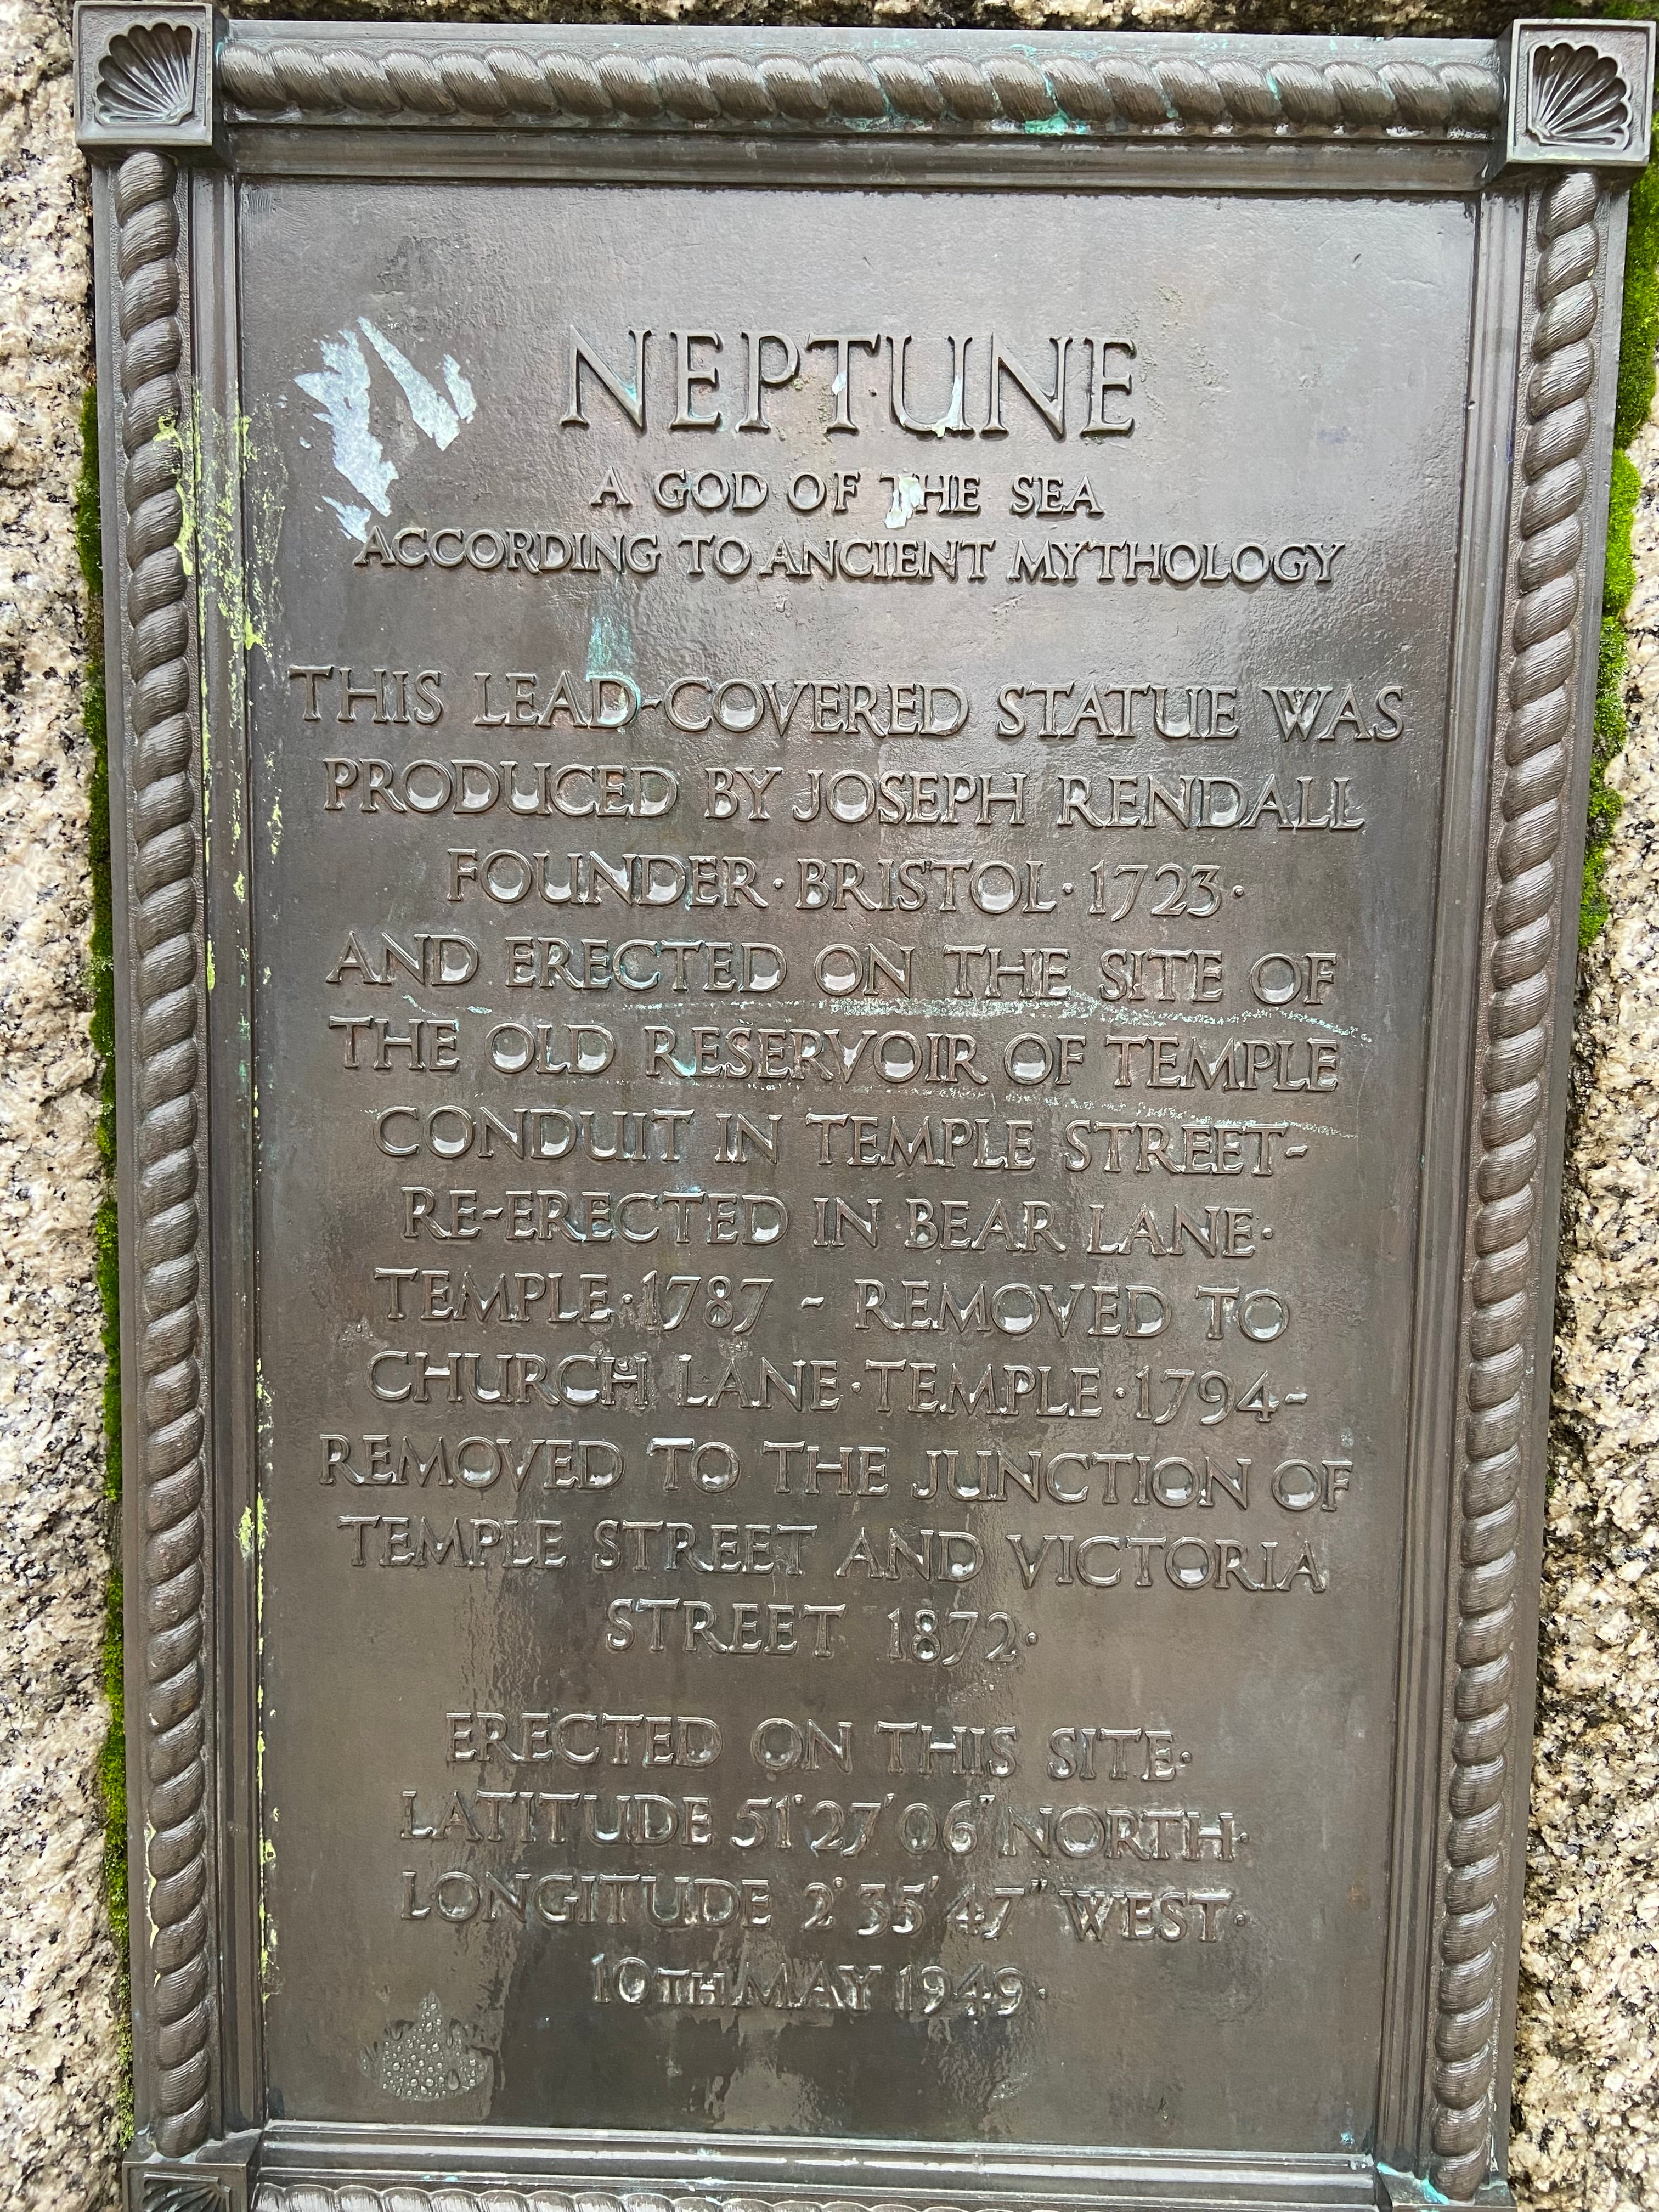 NEPTUNE
A GOD OF THE SEA
ACCORDING TO ANCIENT MYTHOLOGY
THIS LEAD-COVERED STATUE WAS
PRODUCED BY JOSEPH RENDALL
FOUNDER · BRISTOL · 1723 ·
AND ERECTED ON THE SITE OF
THE OLD RESERVOIR OF TEMPLE
CONDUIT IN TEMPLE STREET-
RE-ERECTED IN BEAR LANE ·
TEMPLE · 1787 - REMOVED TO
CHURCH LANE · TEMPLE · 1794-
REMOVED TO THE JUNCTION OF
TEMPLE STREET AND VICTORIA
STREET 1872 ·
ERECTED ON THIS SITE ·
LATITUDE 51° 27' 06" NORTH ·
LONGITUDE 2° 35' 47" WEST ·
10TH MAY 1949 ·